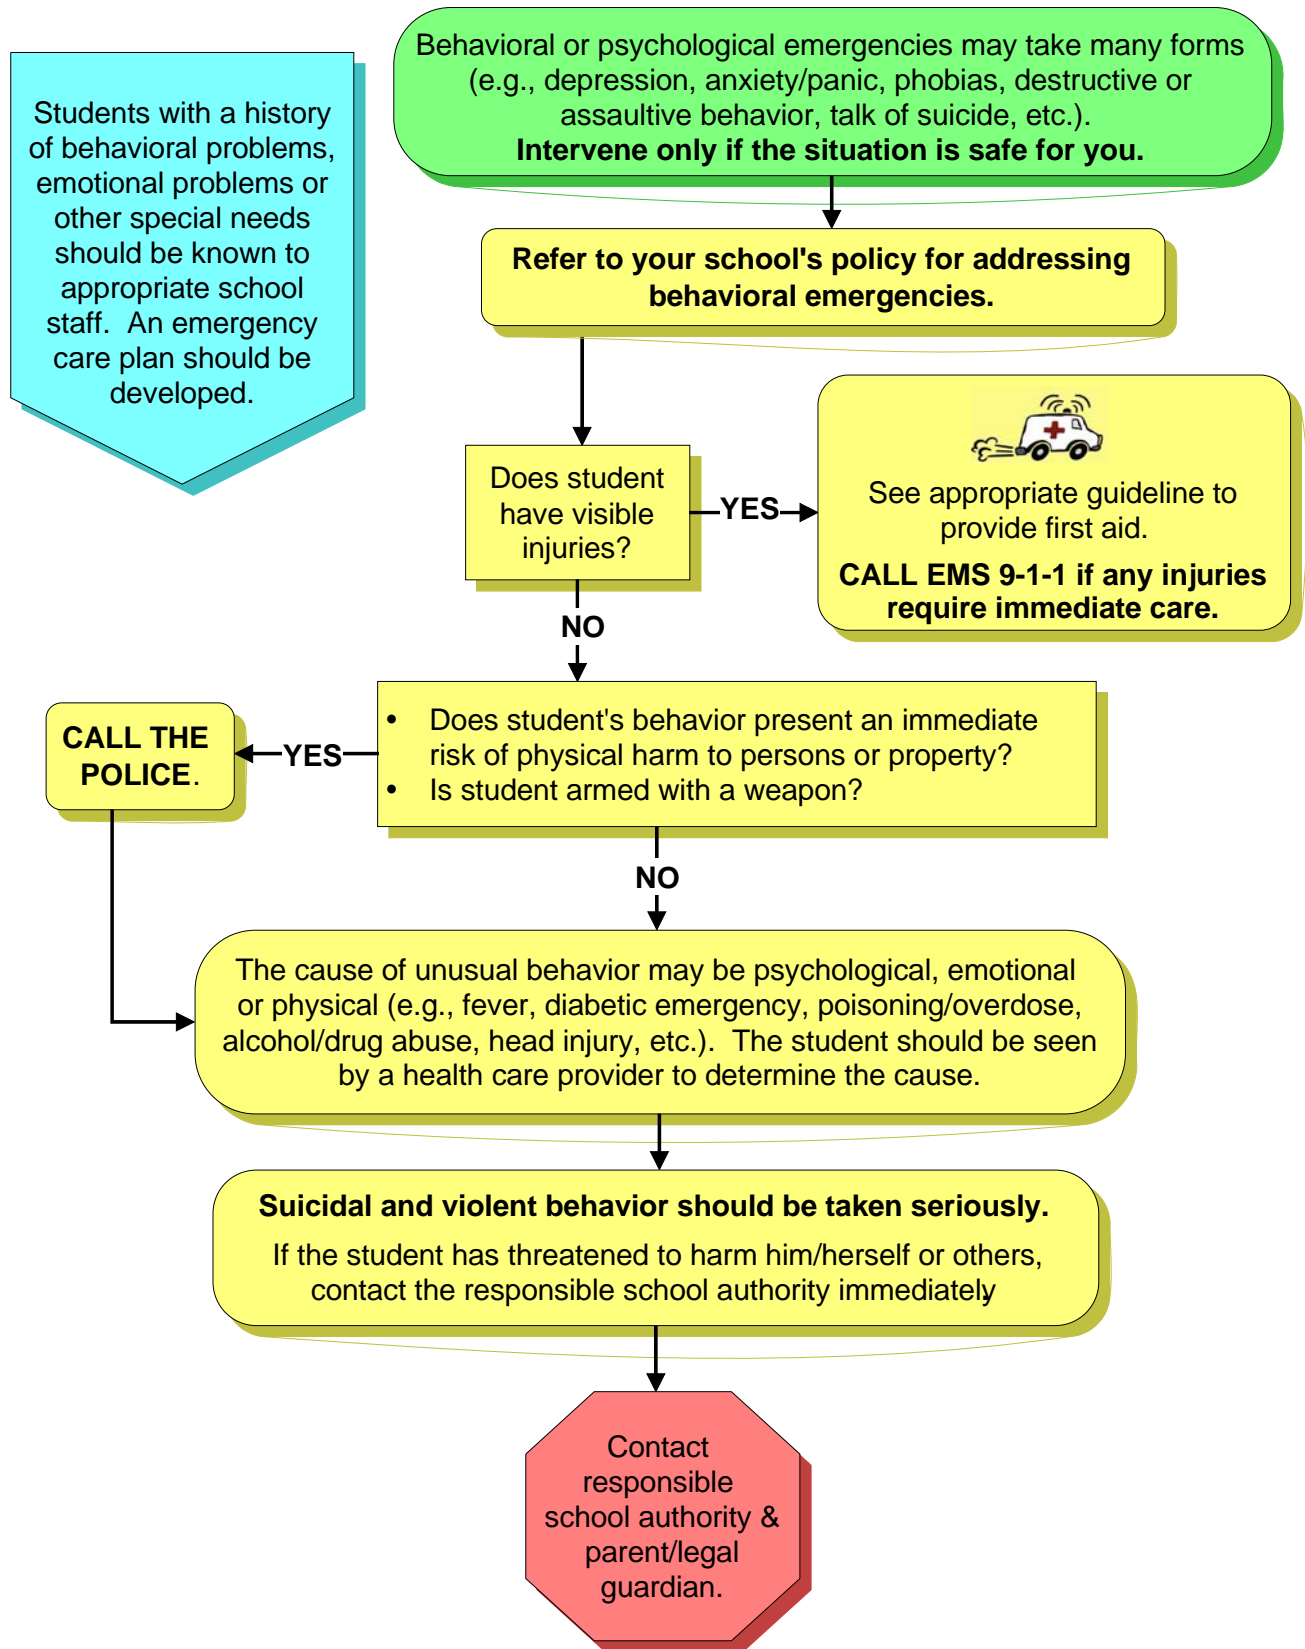 Behavioral or psychological emergencies may take many forms
(e.g., depression, anxiety/panic, phobias, destructive or
assaultive behavior, talk of suicide, etc.).
Intervene only if the situation is safe for you.
Students with a history
of behavioral problems,
emotional problems or
other special needs
should be known to
appropriate school
staff.  An emergency
care plan should be
developed.
Refer to your school's policy for addressing
behavioral emergencies.
Does student
have visible
injuries?
YES
See appropriate guideline to
provide first aid.
CALL EMS 9-1-1 if any injuries
require immediate care.
NO
• Does student's behavior present an immediate
risk of physical harm to persons or property?
• Is student armed with a weapon?
YES
CALL THE
POLICE.
NO
The cause of unusual behavior may be psychological, emotional
or physical (e.g., fever, diabetic emergency, poisoning/overdose,
alcohol/drug abuse, head injury, etc.).  The student should be seen
by a health care provider to determine the cause.
Suicidal and violent behavior should be taken seriously.
If the student has threatened to harm him/herself or others,
contact the responsible school authority immediately.
Contact
responsible
school authority &
parent/legal
guardian.